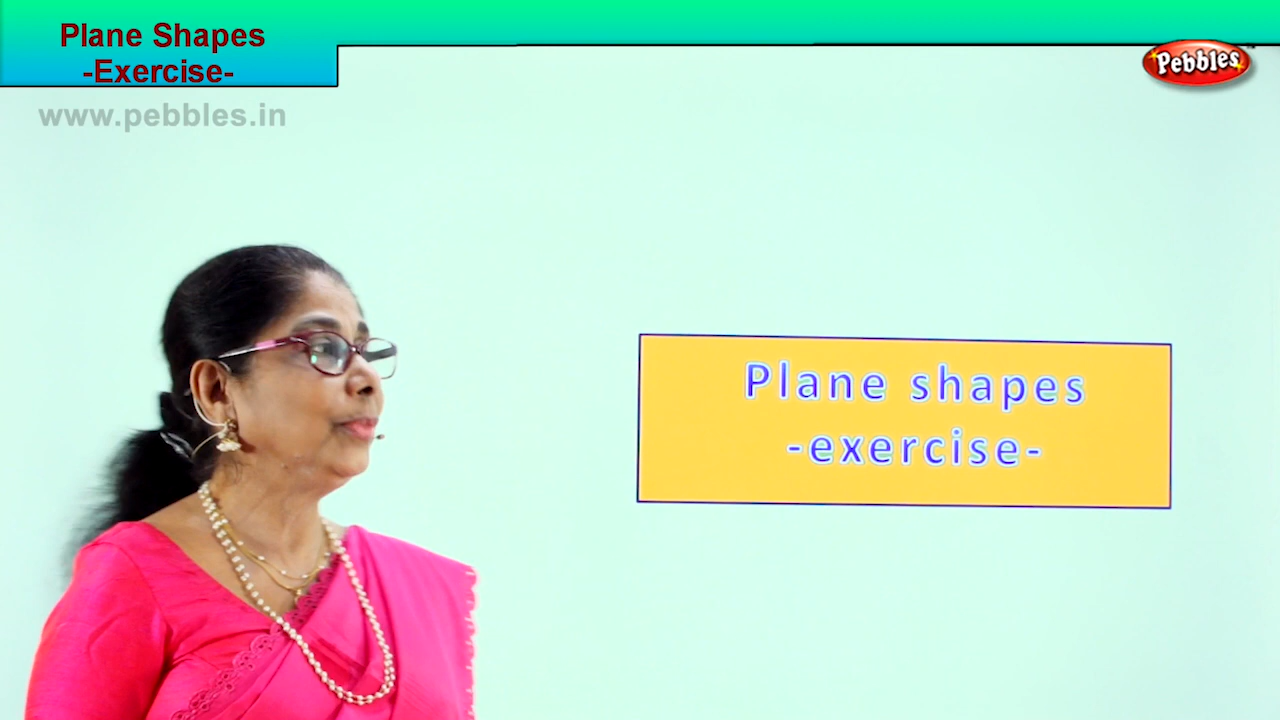 Plane Shapes
-Exercise-
Pebbles
www.pebbles.in
Plane shapes
-exercise-